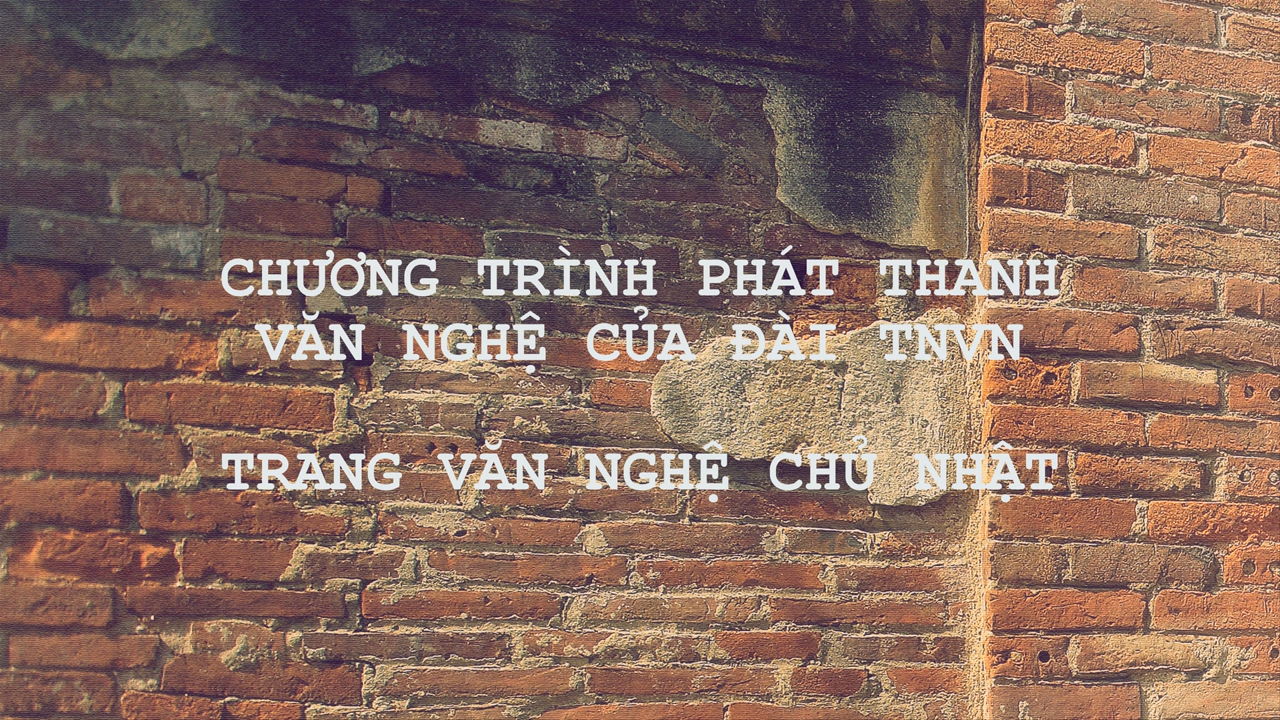 CHƯƠNG TRÌNH PHÁT THANH
VĂN NGHỆ CỦA ĐÀI TNVN
TRANG VĂN NGHỆ CHỦ NHẬT